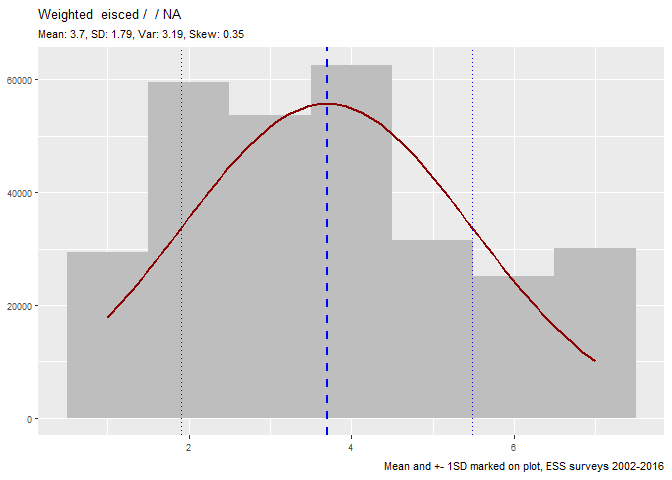 Weighted  eisced /  / NA
Mean: 3.7, SD: 1.79, Var: 3.19, Skew: 0.35
60000
40000
20000
0
2 4 6
Mean and +- 1SD marked on plot, ESS surveys 2002-2016